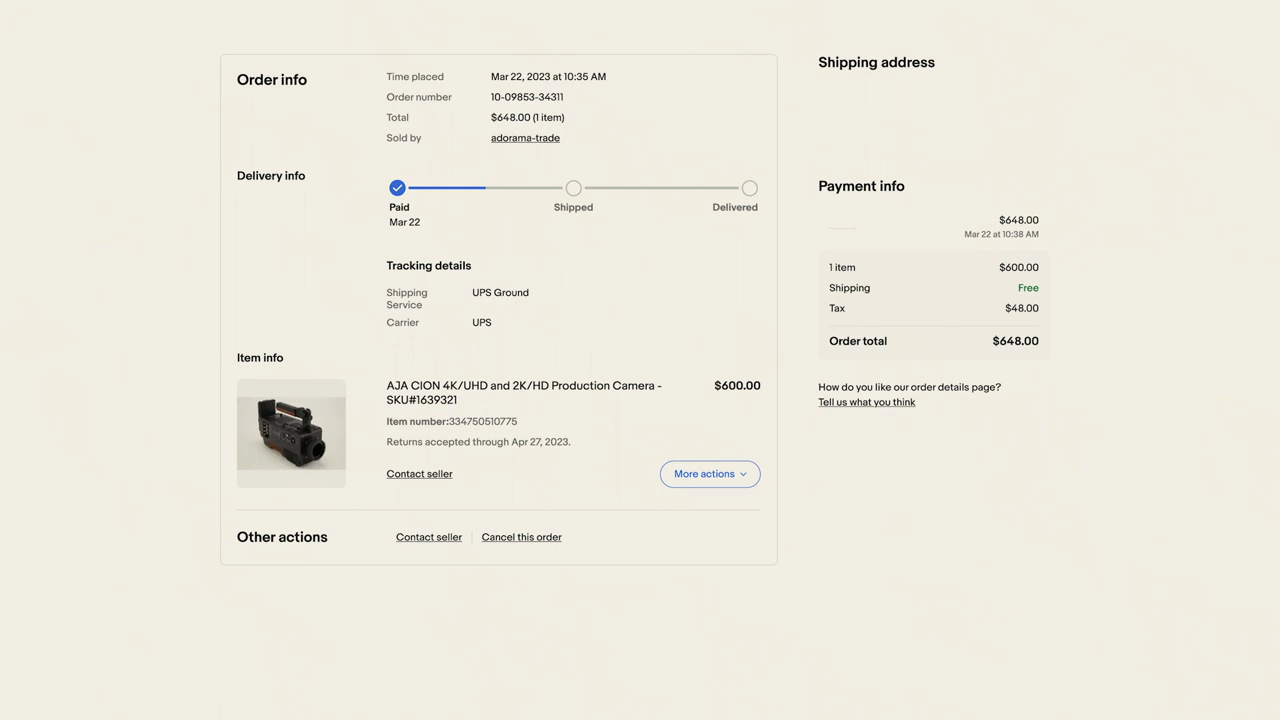 Order info
Time placed Mar 22, 2023 at 10:35 AM
Order number 10-09853-34311
Total $648.00 (1 item)
Sold by adorama-trade
Delivery info
Paid Shipped Delivered
Mar 22
Tracking details
Shipping
Service UPS Ground
Carrier UPS
Item info
AJA CION 4K/UHD and 2K/HD Production Camera - $600.00
SKU#1639321
Item number:334750510775
Returns accepted through Apr 27, 2023.
Contact seller More actions
Other actions Contact seller Cancel this order
Shipping address
Payment info
$648.00
Mar 22 at 10:38 AM
1 item $600.00
Shipping Free
Tax $48.00
Order total $648.00
How do you like our order details page?
Tell us what you think